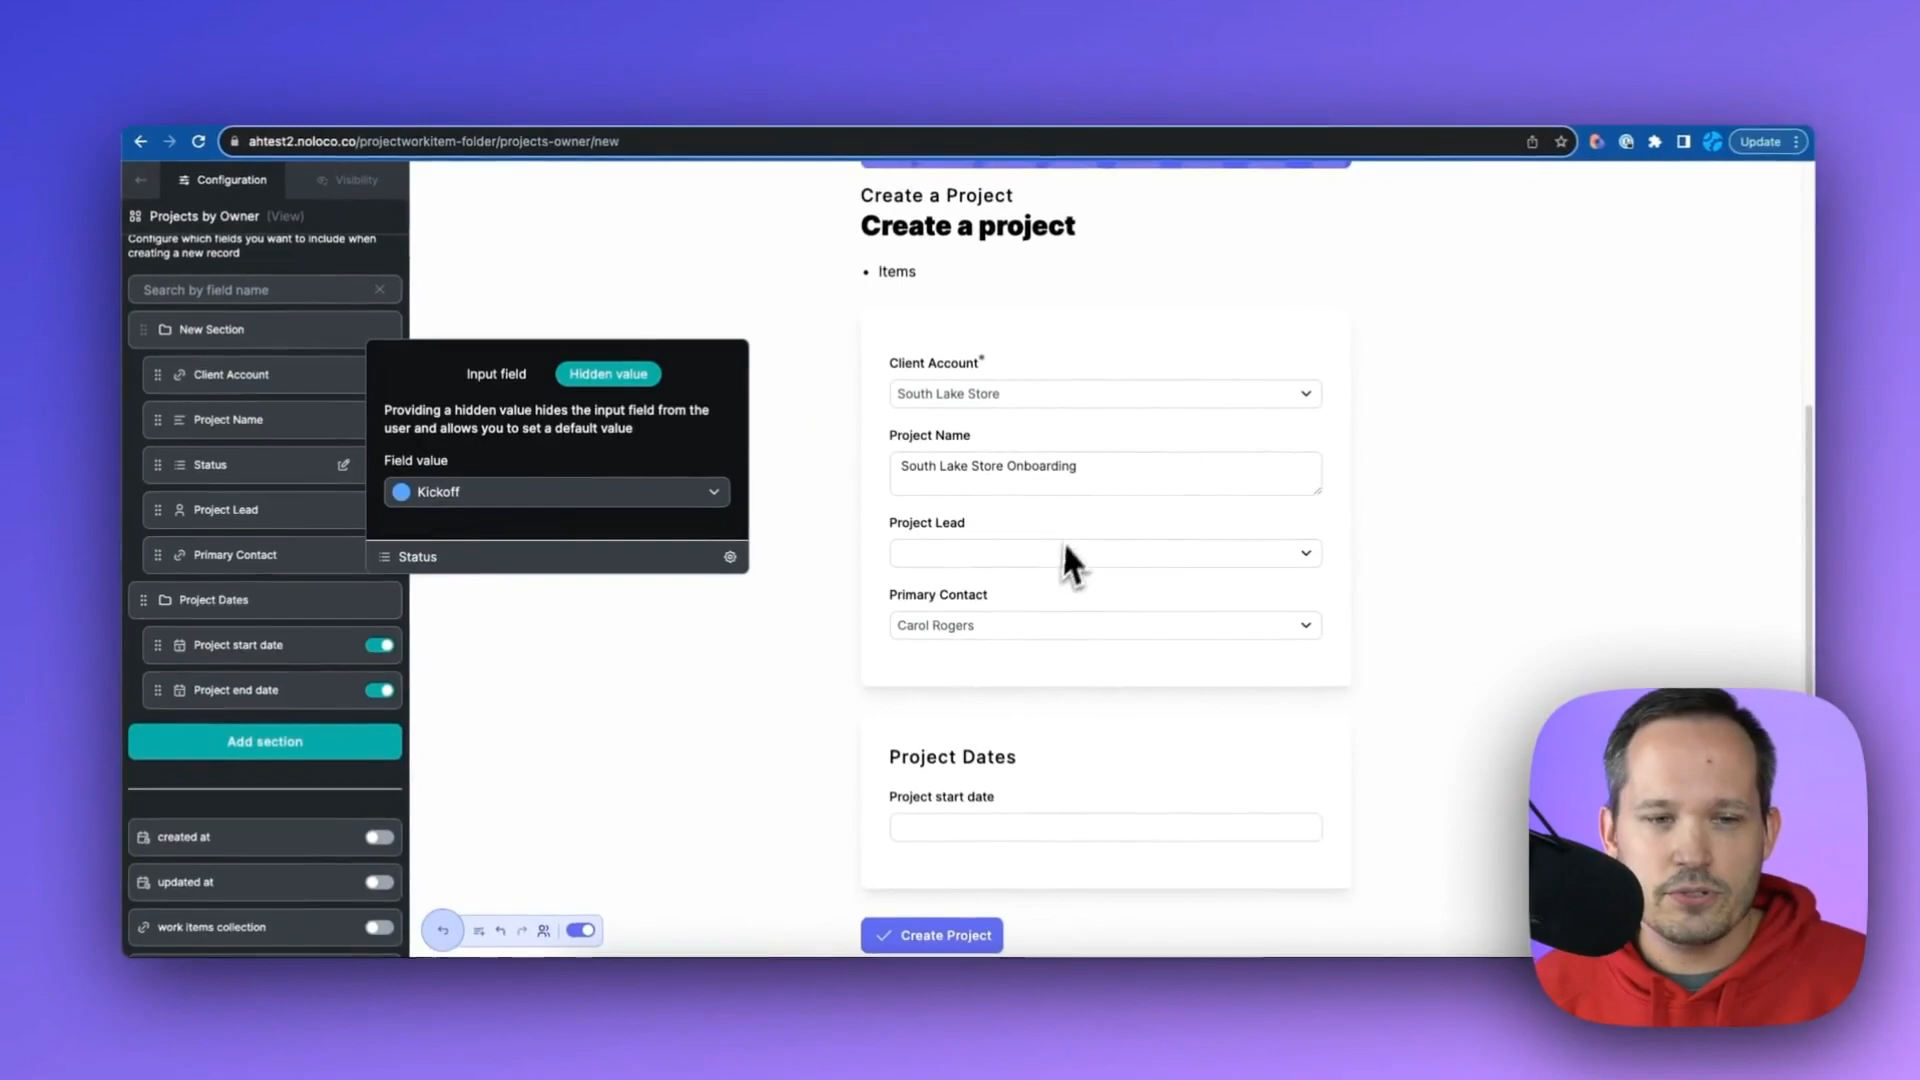 ahtest2.noloco.co/projectworkitem-folder/projects-owner/new
Update
Configuration
Visibility
Projects by Owner (View)
Configure which fields you want to include when
creating a new record
Search by field name
New Section
Client Account
Project Name
Status
Project Lead
Primary Contact
Project Dates
Project start date
Project end date
Add section
created at
updated at
work items collection
Input field
Hidden value
Providing a hidden value hides the input field from the
user and allows you to set a default value
Field value
Kickoff
Status
Create a Project
Create a project
• Items
Client Account*
South Lake Store
Project Name
South Lake Store Onboarding
Project Lead
Primary Contact
Carol Rogers
Project Dates
Project start date
Create Project